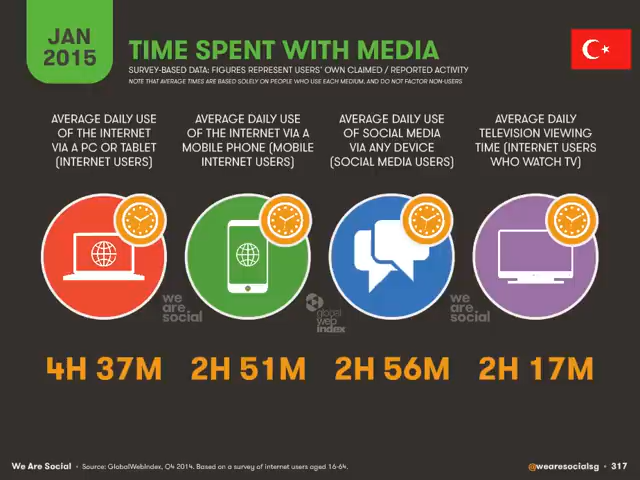 JAN
2015
TIME SPENT WITH MEDIA
SURVEY-BASED DATA: FIGURES REPRESENT USERS' OWN CLAIMED / REPORTED ACTIVITY
NOTE THAT AVERAGE TIMES ARE BASED SOLELY ON PEOPLE WHO USE EACH MEDIUM, AND DO NOT FACTOR NON-USERS
AVERAGE DAILY USE
OF THE INTERNET
VIA A PC OR TABLET
(INTERNET USERS)
AVERAGE DAILY USE
OF THE INTERNET VIA A
MOBILE PHONE (MOBILE
INTERNET USERS)
AVERAGE DAILY USE
OF SOCIAL MEDIA
VIA ANY DEVICE
(SOCIAL MEDIA USERS)
AVERAGE DAILY
TELEVISION VIEWING
TIME (INTERNET USERS
WHO WATCH TV)
we
are
social
global
web
index
we
are
social
4H 37M
2H 51M
2H 56M
2H 17M
We Are Social • Source: GlobalWebIndex, Q4 2014. Based on a survey of internet users aged 16-64.
@wearesocialsg • 317